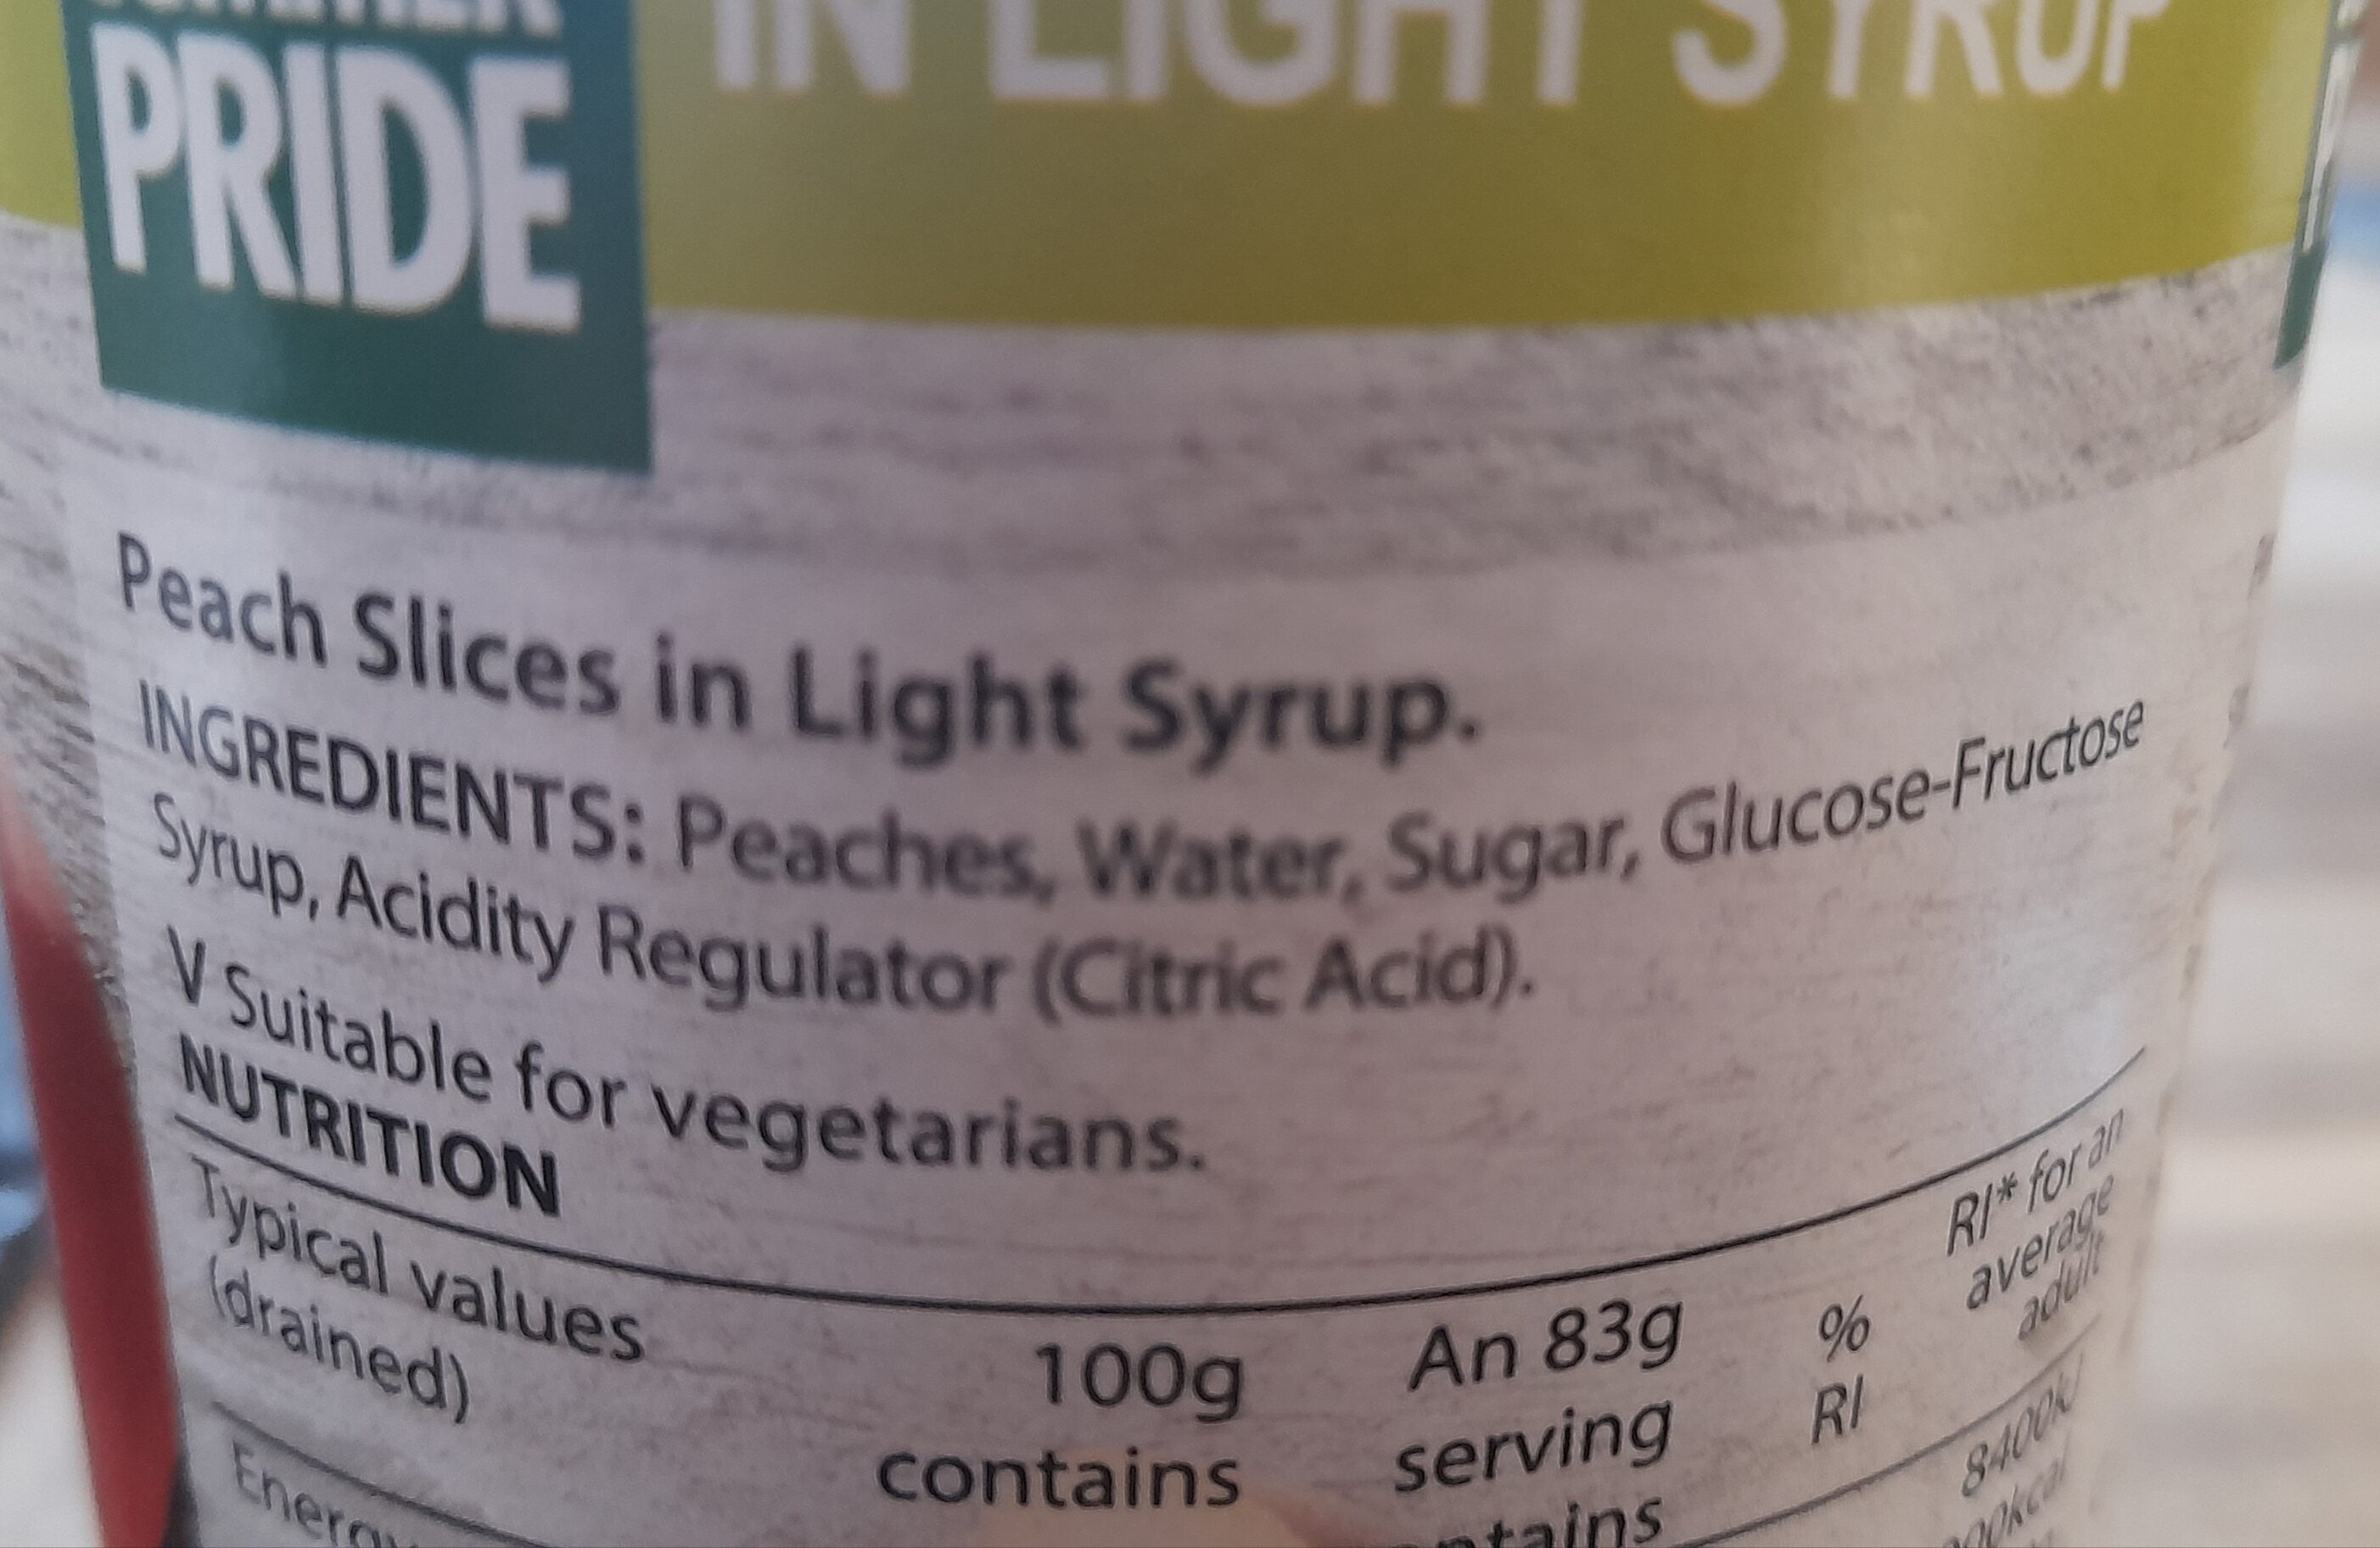 PRIDE
IN LIGHT SYRUP
Peach Slices in Light Syrup.
INGREDIENTS: Peaches, Water, Sugar, Glucose-Fructose
Syrup, Acidity Regulator (Citric Acid).
V Suitable for vegetarians.
NUTRITION
Typical values
(drained)
100g
contains
An 83g
serving
%
RI
RI* for an
average
adult
Energy
8400kJ